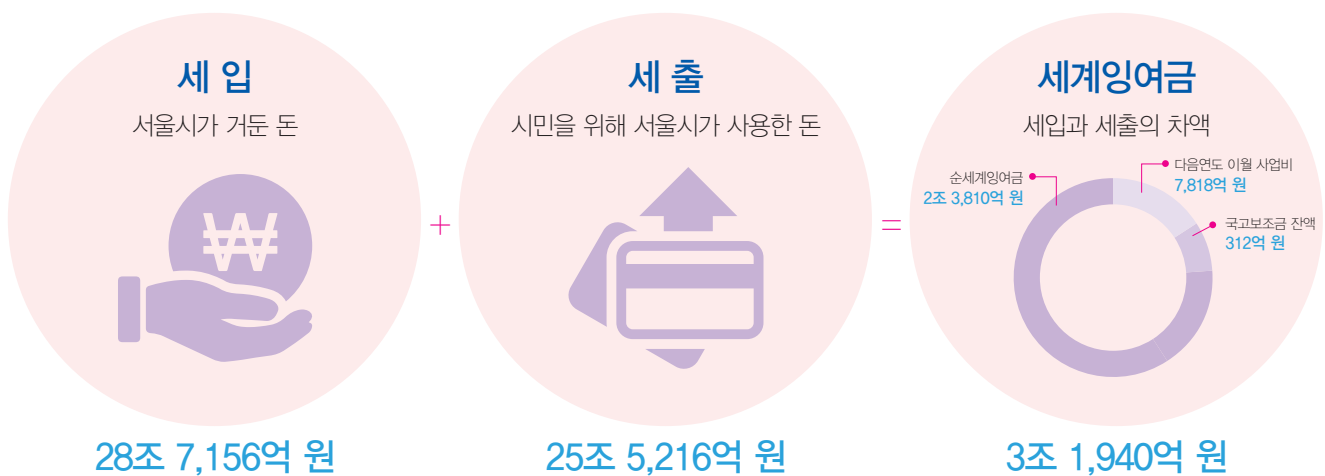 세 입
서울시가 거둔 돈
₩
28조 7,156억 원
+
세 출
시민을 위해 서울시가 사용한 돈
25조 5,216억 원
=
세계잉여금
세입과 세출의 차액
순세계잉여금
2조 3,810억 원
다음연도 이월 사업비
7,818억 원
국고보조금 잔액
312억 원
3조 1,940억 원